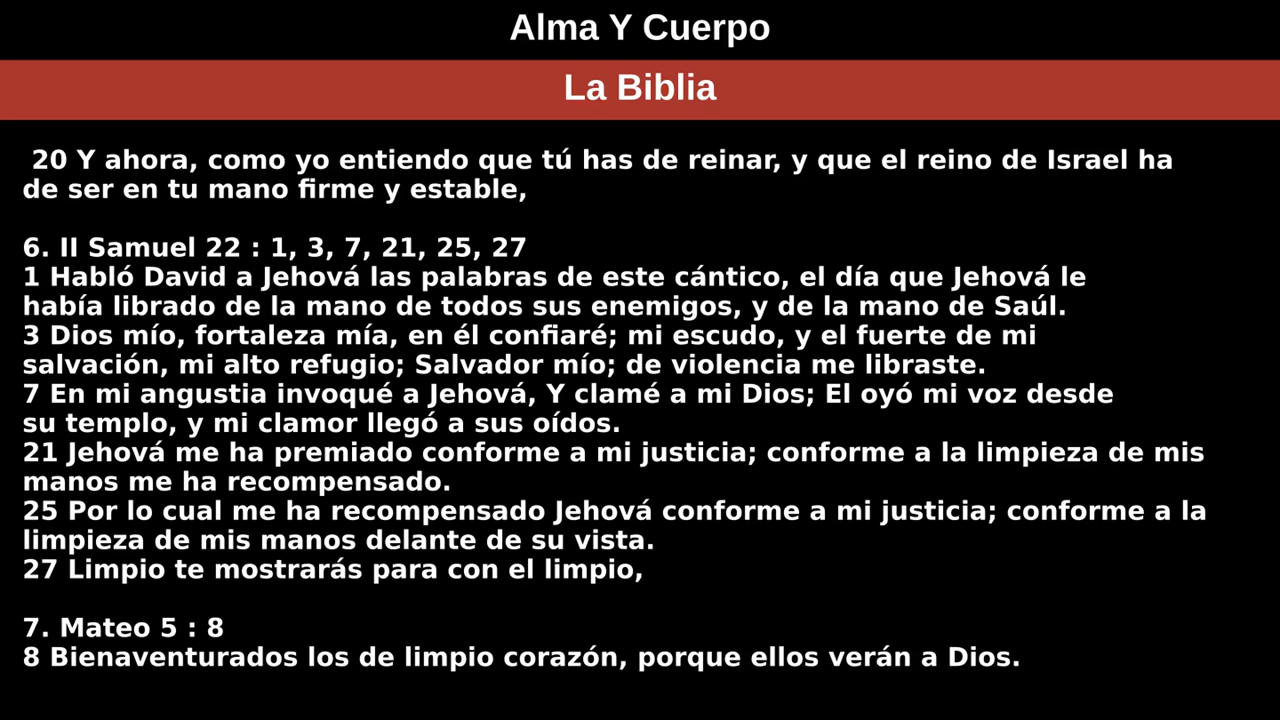 Alma Y Cuerpo
La Biblia
20 Y ahora, como yo entiendo que tú has de reinar, y que el reino de Israel ha
de ser en tu mano firme y estable,
6. II Samuel 22 : 1, 3, 7, 21, 25, 27
1 Habló David a Jehová las palabras de este cántico, el día que Jehová le
había librado de la mano de todos sus enemigos, y de la mano de Saúl.
3 Dios mío, fortaleza mía, en él confiaré; mi escudo, y el fuerte de mi
salvación, mi alto refugio; Salvador mío; de violencia me libraste.
7 En mi angustia invoqué a Jehová, Y clamé a mi Dios; El oyó mi voz desde
su templo, y mi clamor llegó a sus oídos.
21 Jehová me ha premiado conforme a mi justicia; conforme a la limpieza de mis
manos me ha recompensado.
25 Por lo cual me ha recompensado Jehová conforme a mi justicia; conforme a la
limpieza de mis manos delante de su vista.
27 Limpio te mostrarás para con el limpio,
7. Mateo 5 : 8
8 Bienaventurados los de limpio corazón, porque ellos verán a Dios.